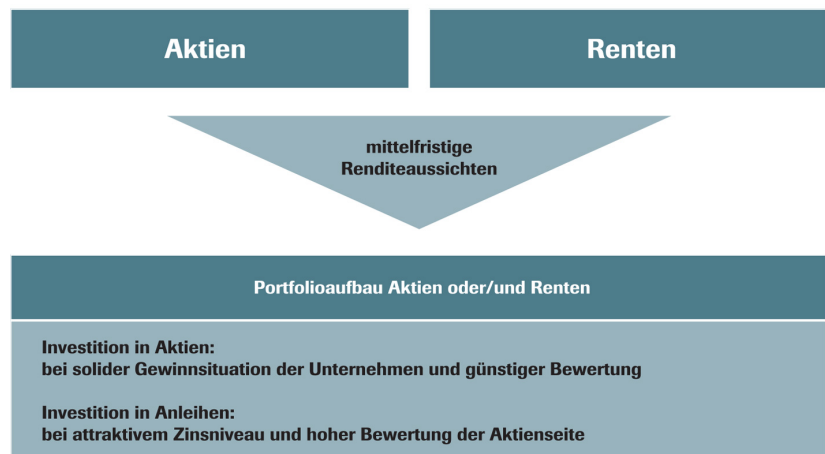 Aktien
Renten
mittelfristige
Renditeaussichten
Portfolioaufbau Aktien oder/und Renten
Investition in Aktien:
bei solider Gewinnsituation der Unternehmen und günstiger Bewertung
Investition in Anleihen:
bei attraktivem Zinsniveau und hoher Bewertung der Aktienseite